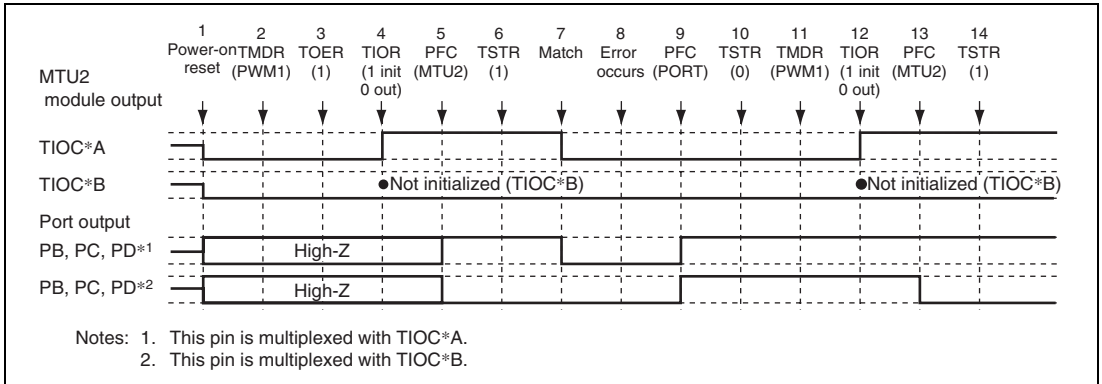 1 2 3 4 5 6 7 8 9 10 11 12 13 14
Power-on TMDR TOER TIOR PFC TSTR Match Error PFC TSTR TMDR TIOR PFC TSTR
reset (PWM1) (1) (1 init (MTU2) (1) occurs (PORT) (0) (PWM1) (1 init (MTU2) (1)
0 out) 0 out)
MTU2
module output
TIOC*A
TIOC*B ●Not initialized (TIOC*B) ●Not initialized (TIOC*B)
Port output
PB, PC, PD*1 High-Z
PB, PC, PD*2 High-Z
Notes: 1. This pin is multiplexed with TIOC*A.
2. This pin is multiplexed with TIOC*B.